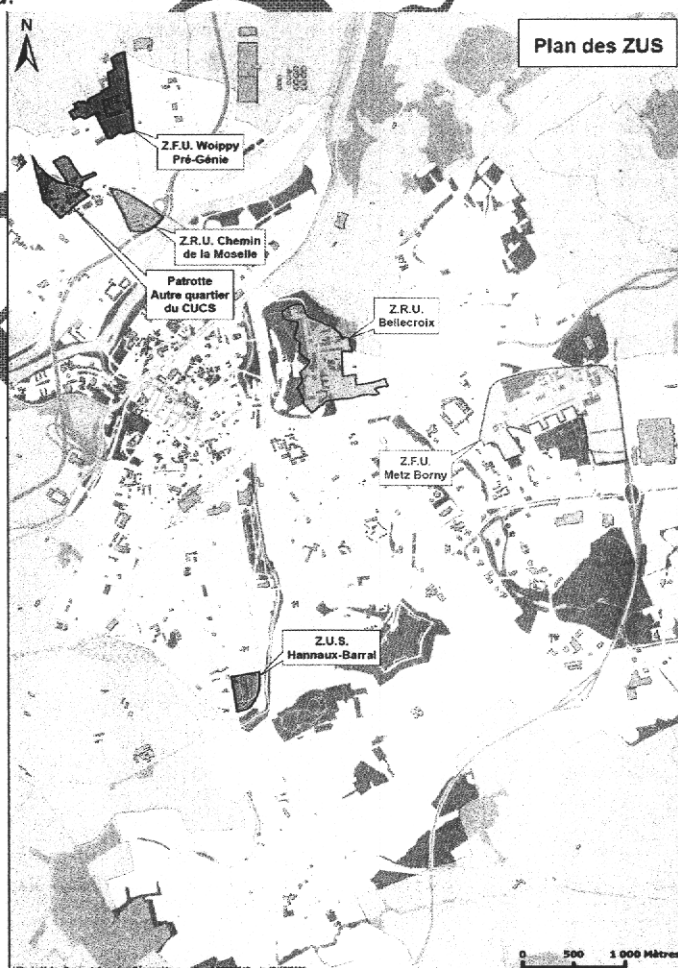 N
Plan des ZUS
Z.F.U. Woippy
Pré-Génie
Z.R.U. Chemin
de la Moselle
Patrotte
Autre quartier
du CUCS
Z.R.U.
Bellecroix
Z.F.U.
Metz Borny
Z.U.S.
Hannaux-Barral
0 500 1 000 Mètres